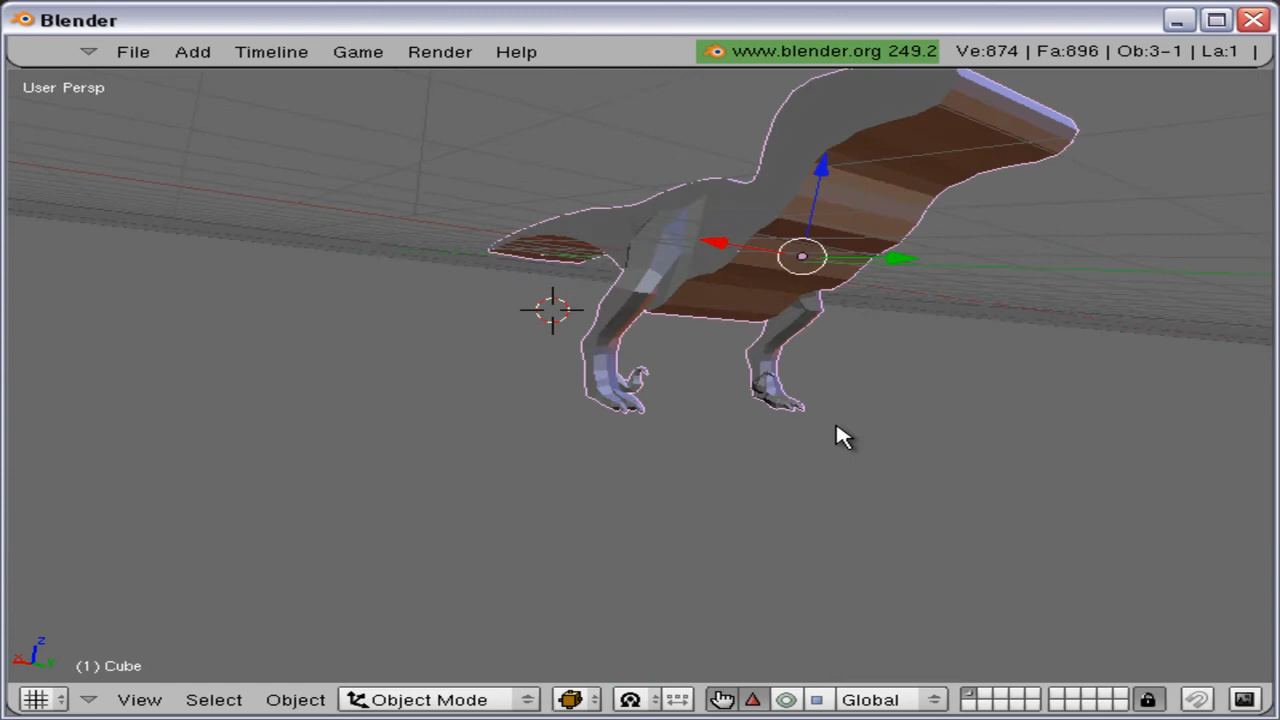 Blender
File Add Timeline Game Render Help www.blender.org 249.2 Ve:874 | Fa:896 | Ob:3-1 | La:1 |
User Persp
z
x y
(1) Cube
View Select Object Object Mode Global